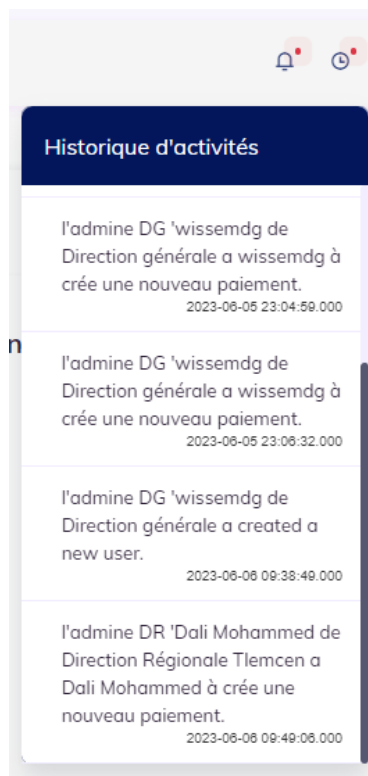 Historique d'activités
l'admine DG 'wissemdg de
Direction générale a wissemdg à
crée une nouveau paiement.
2023-06-05 23:04:59.000
n
l'admine DG 'wissemdg de
Direction générale a wissemdg à
crée une nouveau paiement.
2023-06-05 23:06:32.000
l'admine DG 'wissemdg de
Direction générale a created a
new user.
2023-06-06 09:38:49.000
l'admine DR 'Dali Mohammed de
Direction Régionale Tlemcen a
Dali Mohammed à crée une
nouveau paiement.
2023-06-06 09:49:06.000